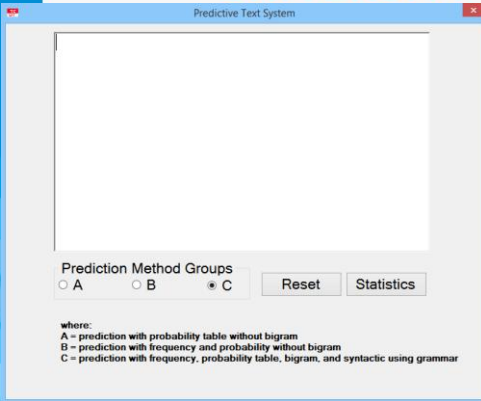 Predictive Text System
Prediction Method Groups
A B C Reset Statistics
where:
A = prediction with probability table without bigram
B = prediction with frequency and probability without bigram
C = prediction with frequency, probability table, bigram, and syntactic using grammar